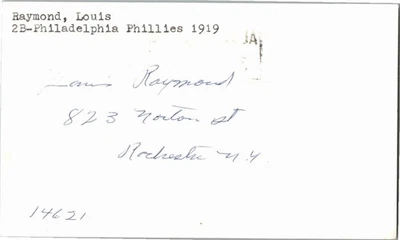 Raymond, Louis
2B-Philadelphia Phillies 1919
Louis Raymond
823 Norton St
Rochester N.Y.
14621